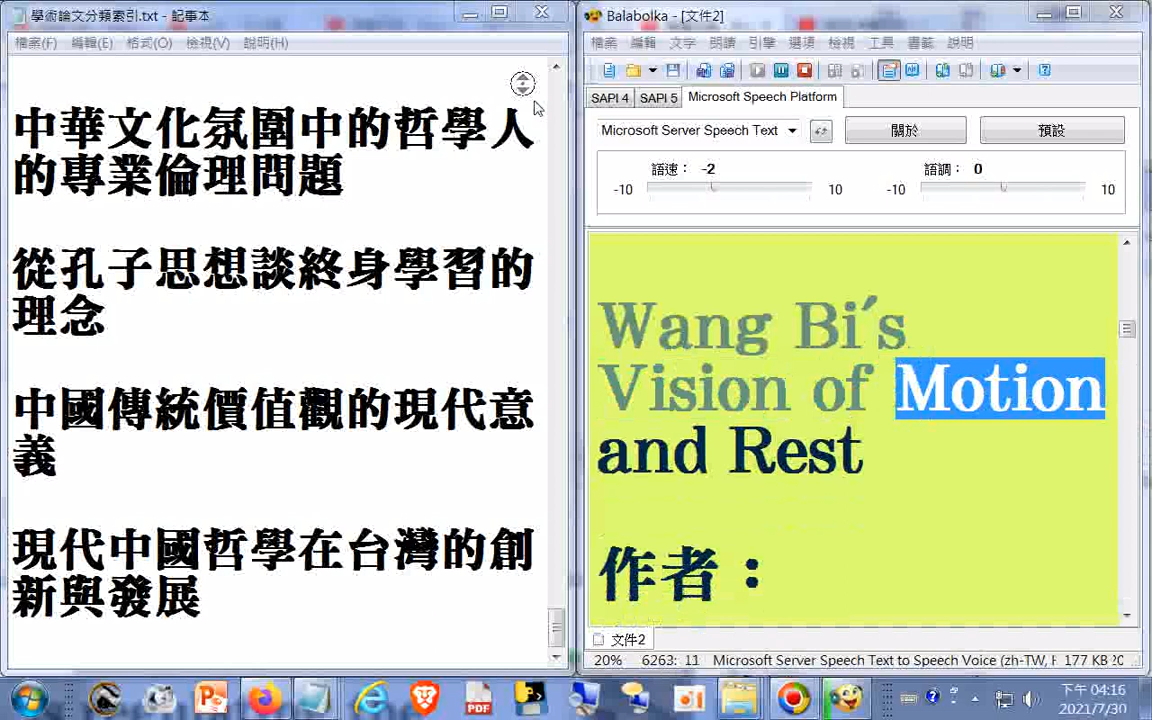 學術論文分類索引.txt - 記事本
檔案(F) 編輯(E) 格式(O) 檢視(V) 說明(H)
中華文化氛圍中的哲學人
的專業倫理問題
從孔子思想談終身學習的
理念
中國傳統價值觀的現代意
義
現代中國哲學在台灣的創
新與發展
Balabolka - [文件2]
檔案 編輯 文字 朗讀 引擎 選項 檢視 工具 書籤 說明
SAPI 4 SAPI 5 Microsoft Speech Platform
Microsoft Server Speech Text 關於 預設
語速： -2 語調： 0
-10 10 -10 10
Wang Bi's
Vision of Motion
and Rest
作者：
文件2
20% 6263: 11 Microsoft Server Speech Text to Speech Voice (zh-TW, 177 KB
PDF
下午 04:16
2021/7/30